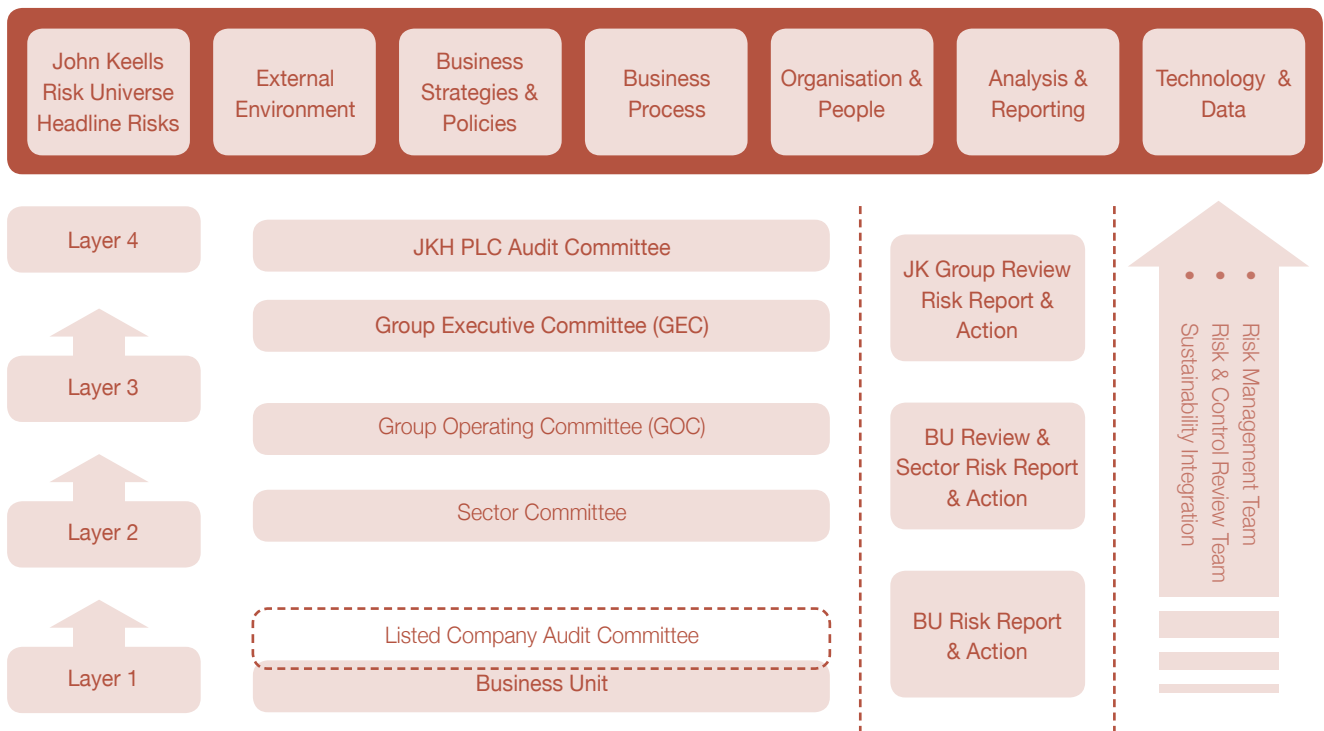 John Keells
Risk Universe
Headline Risks
External
Environment
Business
Strategies &
Policies
Business
Process
Organisation &
People
Analysis &
Reporting
Technology &
Data
Layer 4
JKH PLC Audit Committee
JK Group Review
Risk Report &
Action
Group Executive Committee (GEC)
Layer 3
Group Operating Committee (GOC)
BU Review &
Sector Risk Report
& Action
Layer 2
Sector Committee
Listed Company Audit Committee
BU Risk Report
& Action
Layer 1
Business Unit
• Risk Management Team
• Risk & Control Review Team
• Sustainability Integration